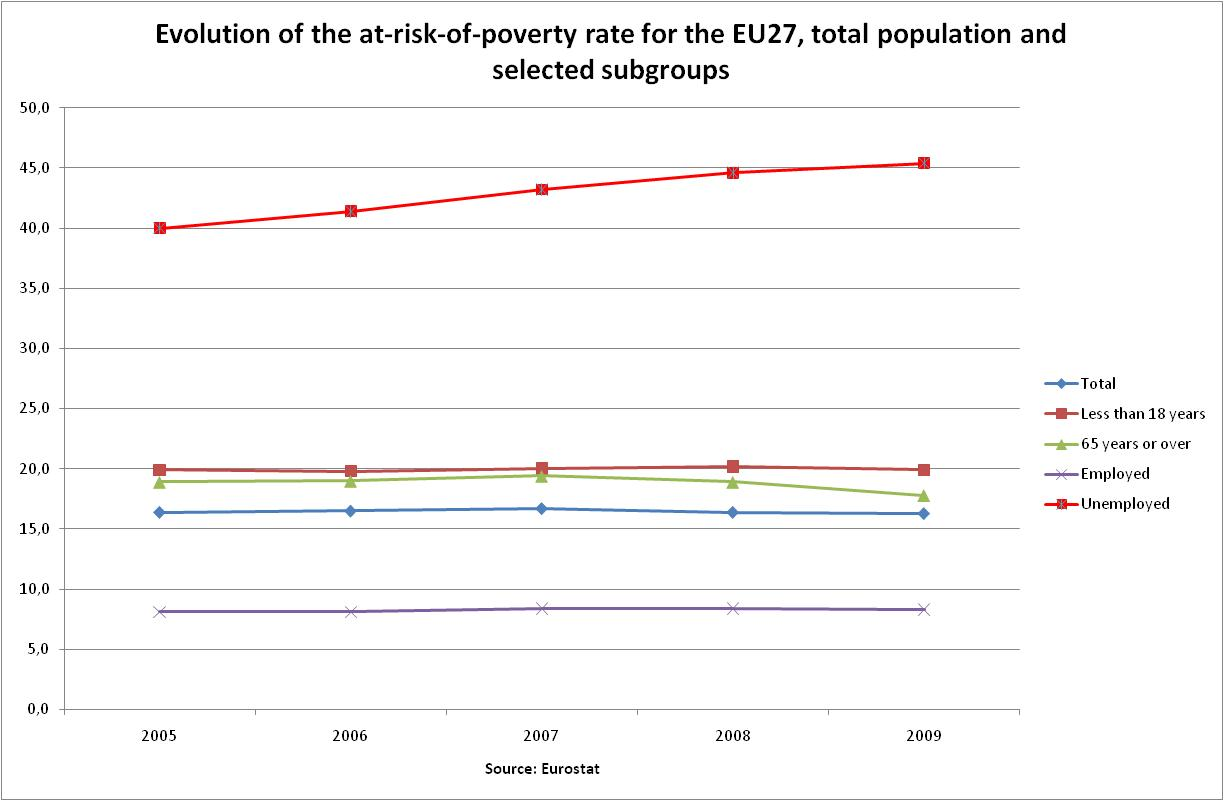 Evolution of the at-risk-of-poverty rate for the EU27, total population and
selected subgroups
50,0
45,0
40,0
35,0
30,0
25,0
20,0
15,0
10,0
5,0
0,0
2005 2006 2007 2008 2009
Source: Eurostat
Total
Less than 18 years
65 years or over
Employed
Unemployed